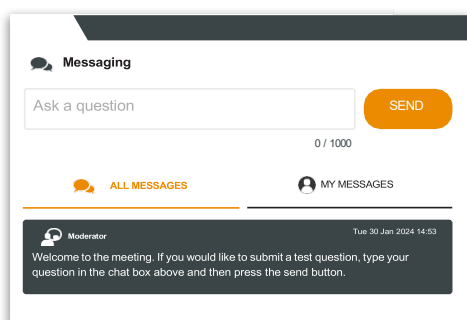 Messaging
Ask a question
SEND
0 / 1000
ALL MESSAGES
MY MESSAGES
Moderator
Tue 30 Jan 2024 14:53
Welcome to the meeting. If you would like to submit a test question, type your
question in the chat box above and then press the send button.